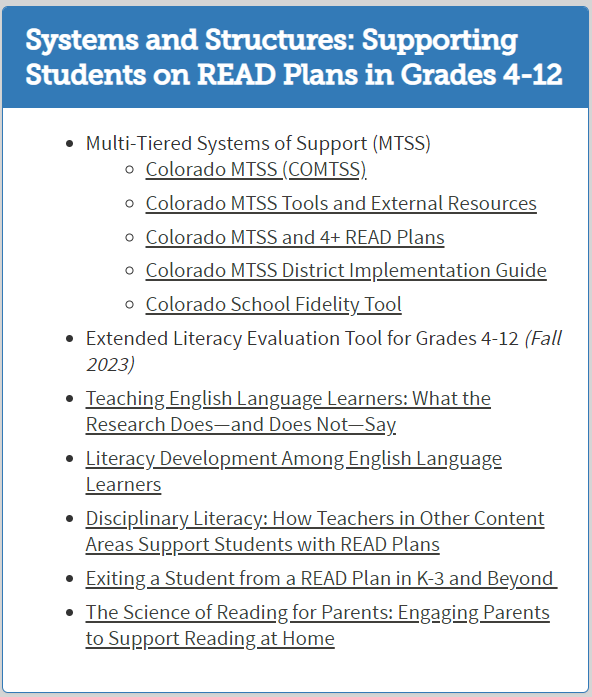 Systems and Structures: Supporting
Students on READ Plans in Grades 4-12
Multi-Tiered Systems of Support (MTSS)
Colorado MTSS (COMTSS)
Colorado MTSS Tools and External Resources
Colorado MTSS and 4+ READ Plans
Colorado MTSS District Implementation Guide
Colorado School Fidelity Tool
Extended Literacy Evaluation Tool for Grades 4-12 (Fall
2023)
Teaching English Language Learners: What the
Research Does—and Does Not—Say
Literacy Development Among English Language
Learners
Disciplinary Literacy: How Teachers in Other Content
Areas Support Students with READ Plans
Exiting a Student from a READ Plan in K-3 and Beyond
The Science of Reading for Parents: Engaging Parents
to Support Reading at Home